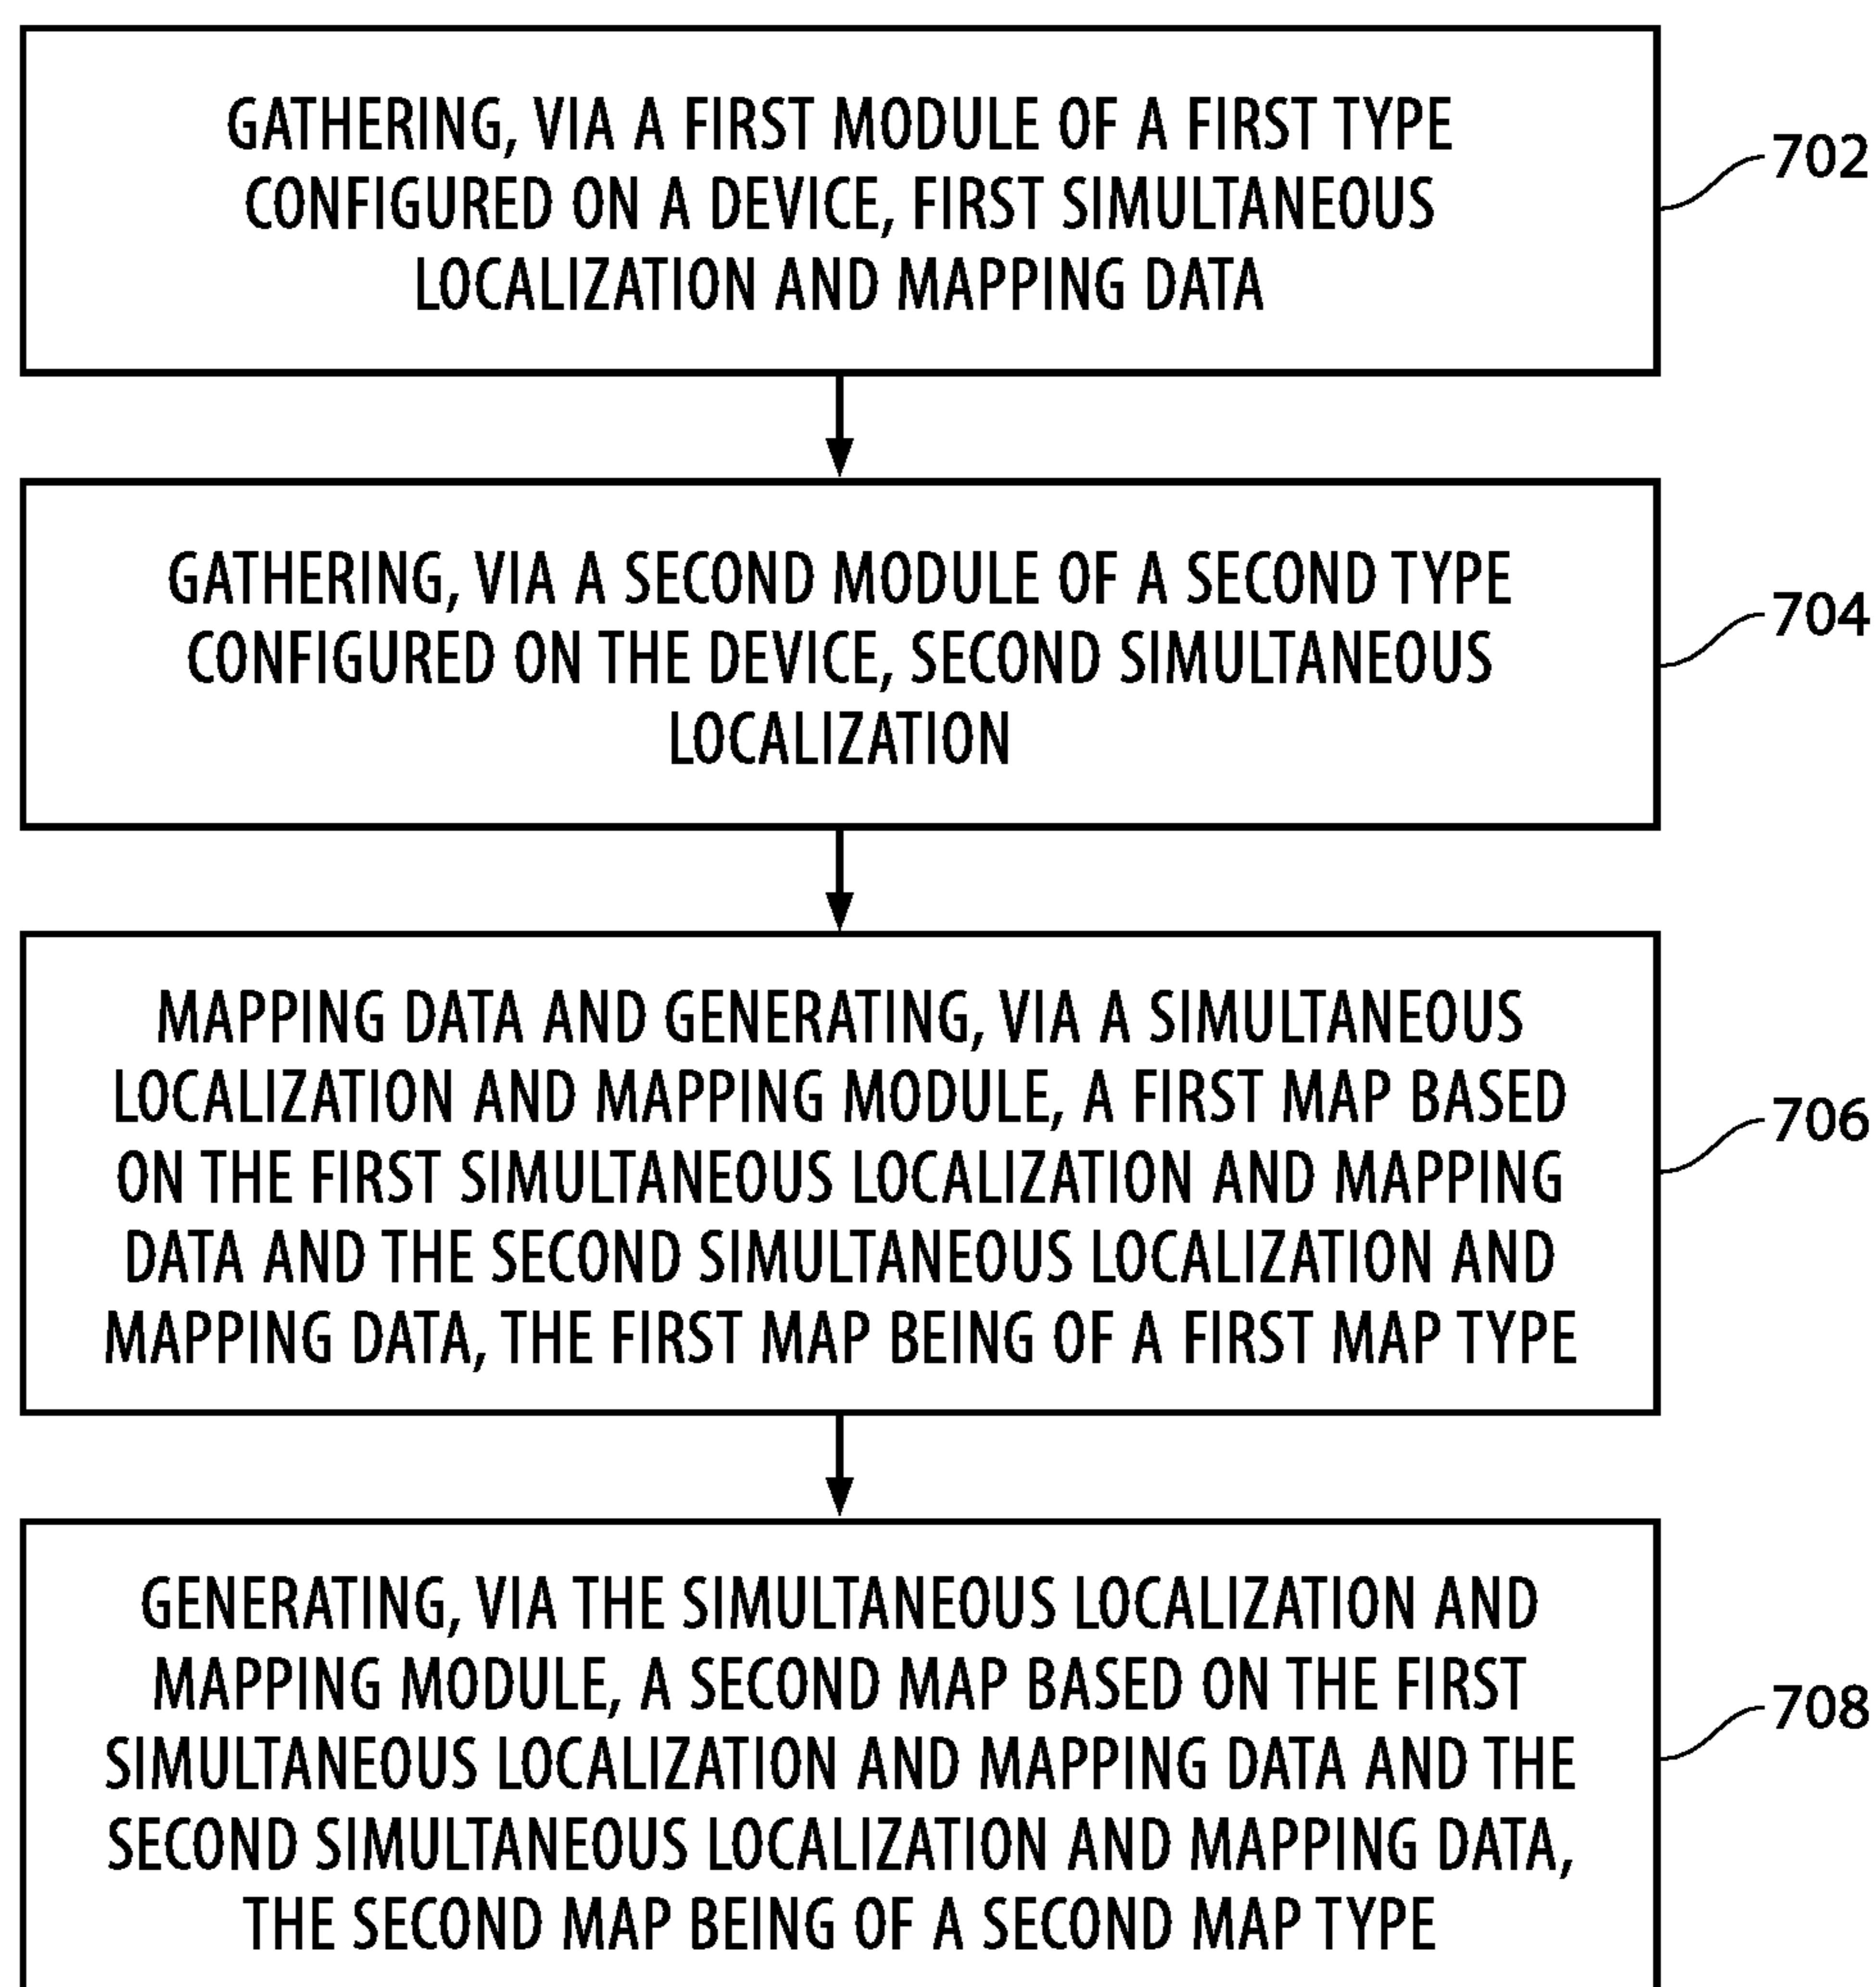 GATHERING, VIA A FIRST MODULE OF A FIRST TYPE
CONFIGURED ON A DEVICE, FIRST SIMULTANEOUS
LOCALIZATION AND MAPPING DATA
702
GATHERING, VIA A SECOND MODULE OF A SECOND TYPE
CONFIGURED ON THE DEVICE, SECOND SIMULTANEOUS
LOCALIZATION
704
MAPPING DATA AND GENERATING, VIA A SIMULTANEOUS
LOCALIZATION AND MAPPING MODULE, A FIRST MAP BASED
ON THE FIRST SIMULTANEOUS LOCALIZATION AND MAPPING
DATA AND THE SECOND SIMULTANEOUS LOCALIZATION AND
MAPPING DATA, THE FIRST MAP BEING OF A FIRST MAP TYPE
706
GENERATING, VIA THE SIMULTANEOUS LOCALIZATION AND
MAPPING MODULE, A SECOND MAP BASED ON THE FIRST
SIMULTANEOUS LOCALIZATION AND MAPPING DATA AND THE
SECOND SIMULTANEOUS LOCALIZATION AND MAPPING DATA,
THE SECOND MAP BEING OF A SECOND MAP TYPE
708